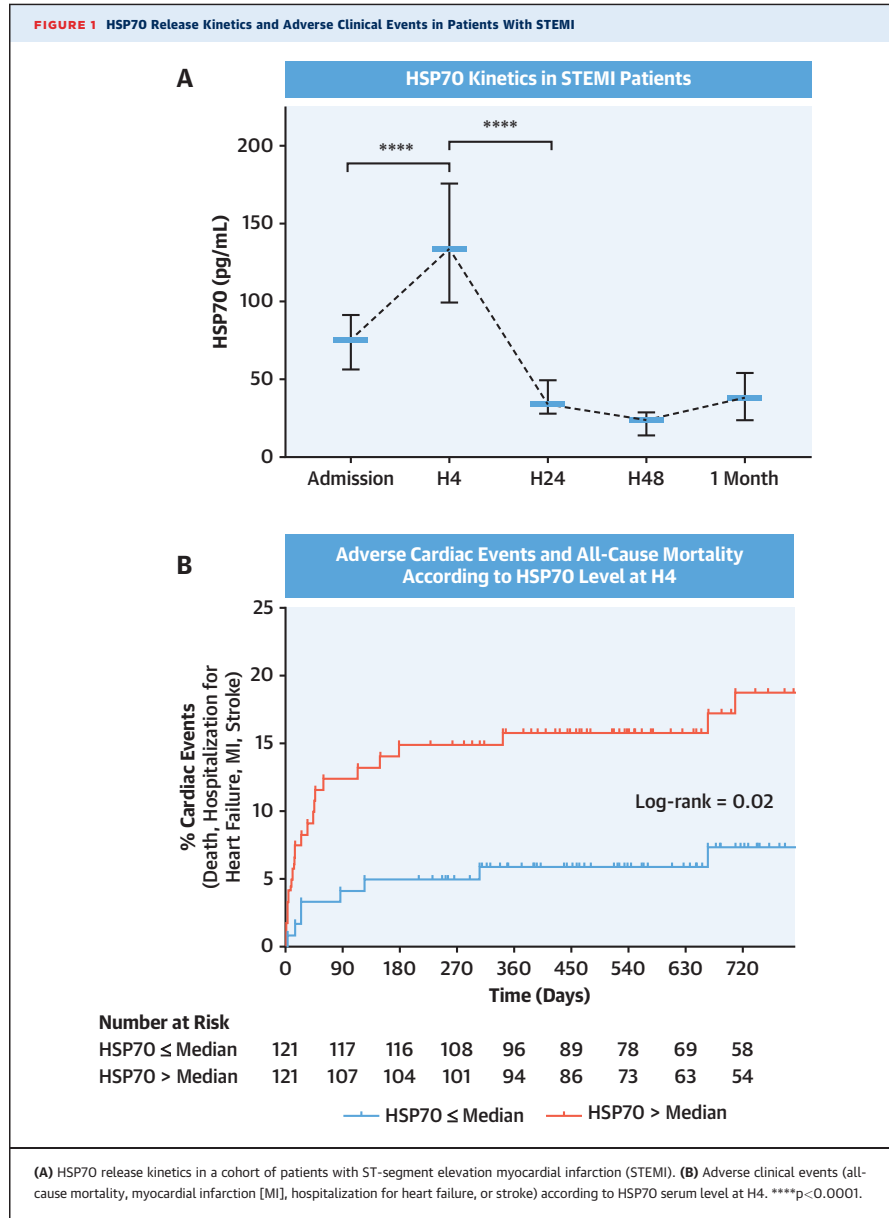 FIGURE 1 HSP70 Release Kinetics and Adverse Clinical Events in Patients With STEMI
A
HSP70 Kinetics in STEMI Patients
****
****
200
150
100
50
0
HSP70 (pg/mL)
Admission H4 H24 H48 1 Month
B
Adverse Cardiac Events and All-Cause Mortality
According to HSP70 Level at H4
25
20
15
10
5
0
% Cardiac Events
(Death, Hospitalization for
Heart Failure, MI, Stroke)
Log-rank = 0.02
0 90 180 270 360 450 540 630 720
Time (Days)
Number at Risk
HSP70 ≤ Median 121 117 116 108 96 89 78 69 58
HSP70 > Median 121 107 104 101 94 86 73 63 54
HSP70 ≤ Median HSP70 > Median
(A) HSP70 release kinetics in a cohort of patients with ST-segment elevation myocardial infarction (STEMI). (B) Adverse clinical events (all-
cause mortality, myocardial infarction [MI], hospitalization for heart failure, or stroke) according to HSP70 serum level at H4. ****p<0.0001.